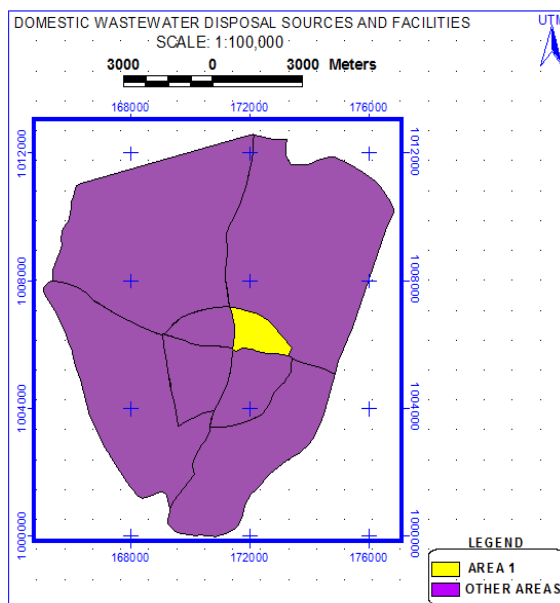 DOMESTIC WASTEWATER DISPOSAL SOURCES AND FACILITIES
UTM
SCALE: 1:100,000
3000 0 3000 Meters
168000 172000 176000
1012000 1012000
1008000 1008000
1004000 1004000
1000000 1000000
168000 172000 176000
LEGEND
AREA 1
OTHER AREAS